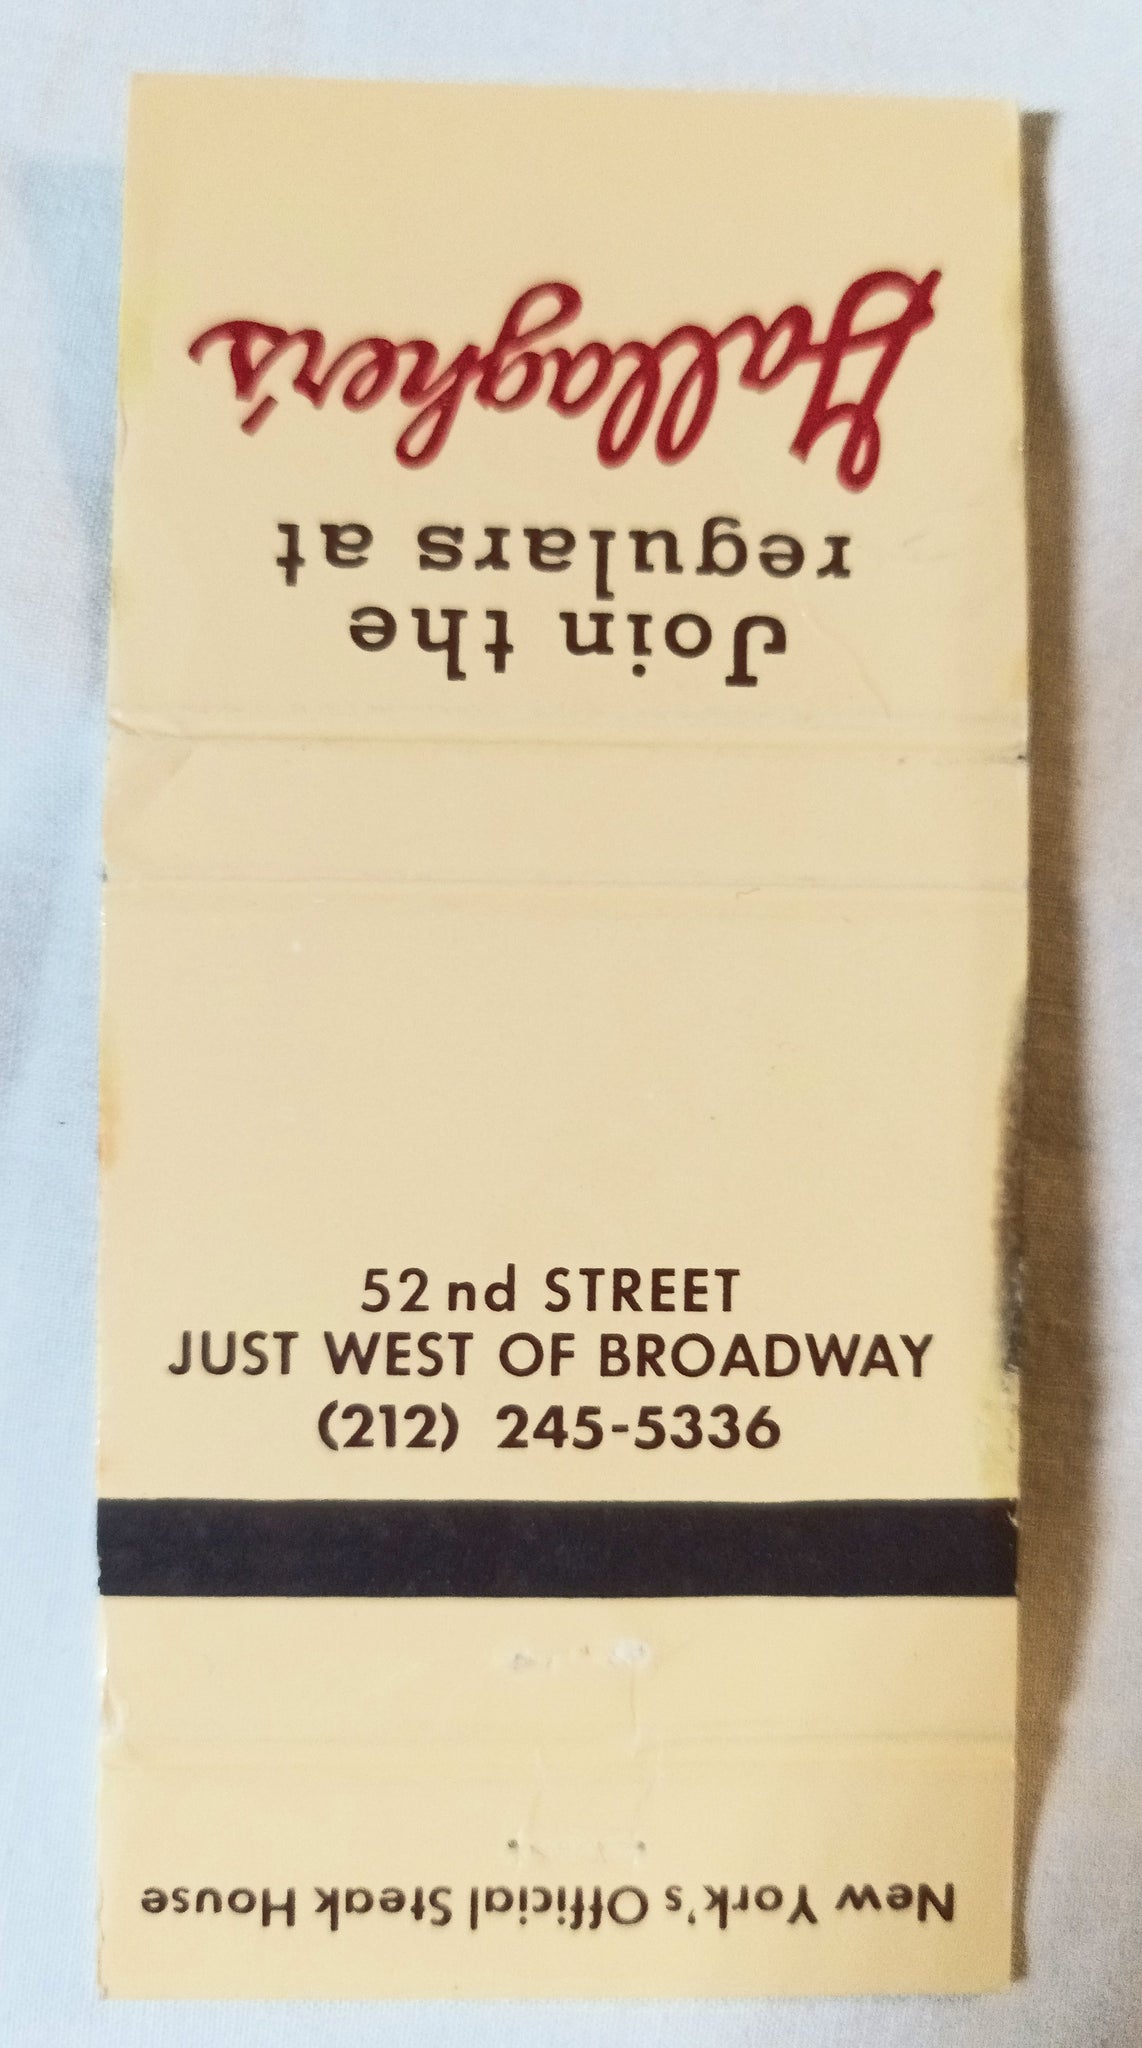 Join the
regulars at
Gallagher's
52nd STREET
JUST WEST OF BROADWAY
(212) 245-5336
New York's Official Steak House